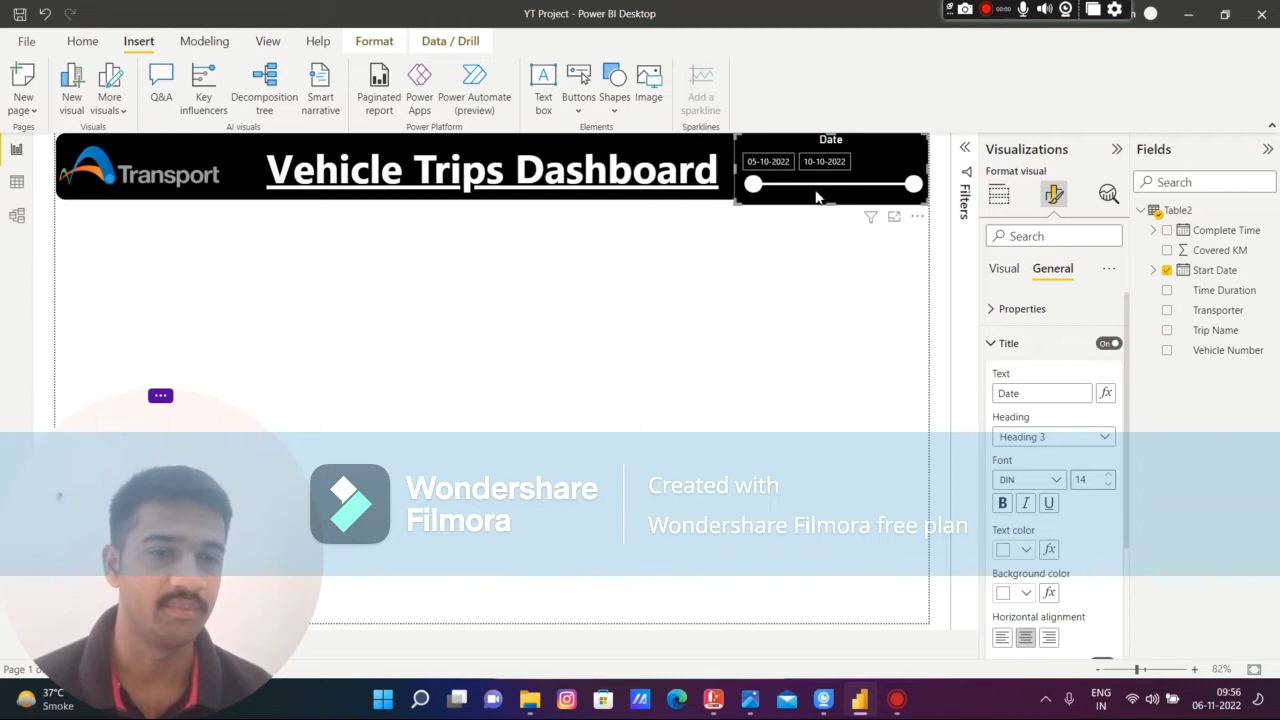 YT Project - Power BI Desktop
00:00
File Home Insert Modeling View Help Format Data / Drill
New page
New visual
More visuals
Q&A
Key influencers
Decomposition tree
Smart narrative
Paginated report
Power Apps
Power Automate (preview)
Text box
Buttons
Shapes
Image
Add a sparkline
Pages Visuals AI visuals Power Platform Elements Sparklines
Transport
Vehicle Trips Dashboard
Date
05-10-2022 10-10-2022
Filters
Visualizations
Format visual
Search
Visual General
Properties
Title On
Text
Date
Heading
Heading 3
Font
DIN 14
B I U
Text color
Background color
Horizontal alignment
Fields
Search
Table2
Complete Time
Covered KM
Start Date
Time Duration
Transporter
Trip Name
Vehicle Number
Wondershare
Filmora
Created with
Wondershare Filmora free plan
Page 1
82%
37°C
Smoke
ENG
IN
09:56
06-11-2022